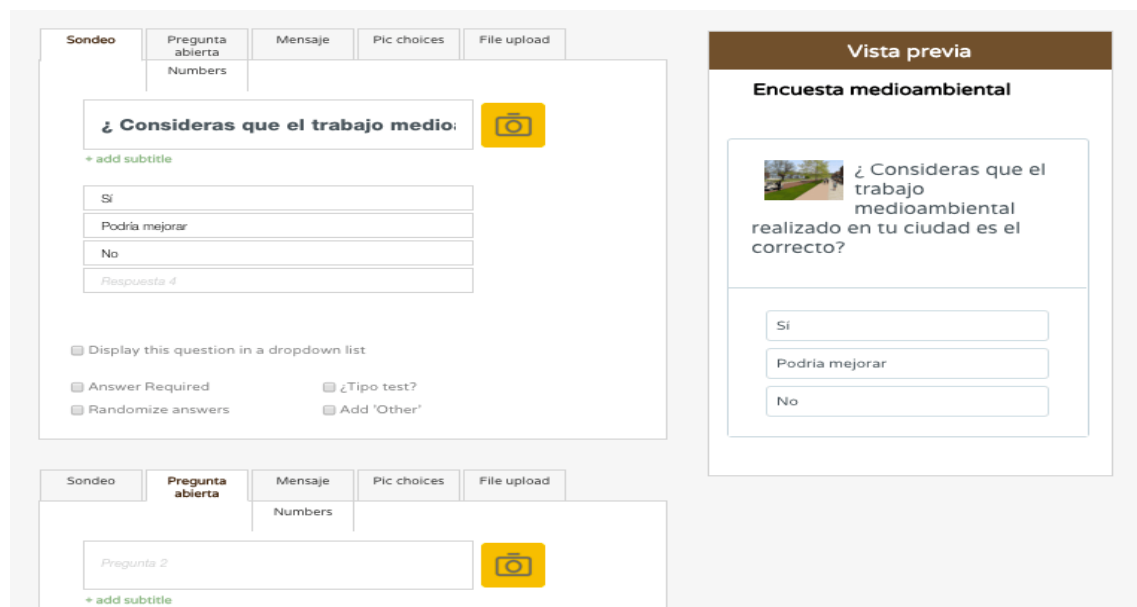 Sondeo
Pregunta abierta
Mensaje
Pic choices
File upload
Numbers
¿ Consideras que el trabajo medio
+ add subtitle
Sí
Podría mejorar
No
Respuesta 4
Display this question in a dropdown list
Answer Required
¿Tipo test?
Randomize answers
Add 'Other'
Sondeo
Pregunta abierta
Mensaje
Pic choices
File upload
Numbers
Pregunta 2
+ add subtitle
Vista previa
Encuesta medioambiental
¿ Consideras que el
trabajo
medioambiental
realizado en tu ciudad es el
correcto?
Sí
Podría mejorar
No